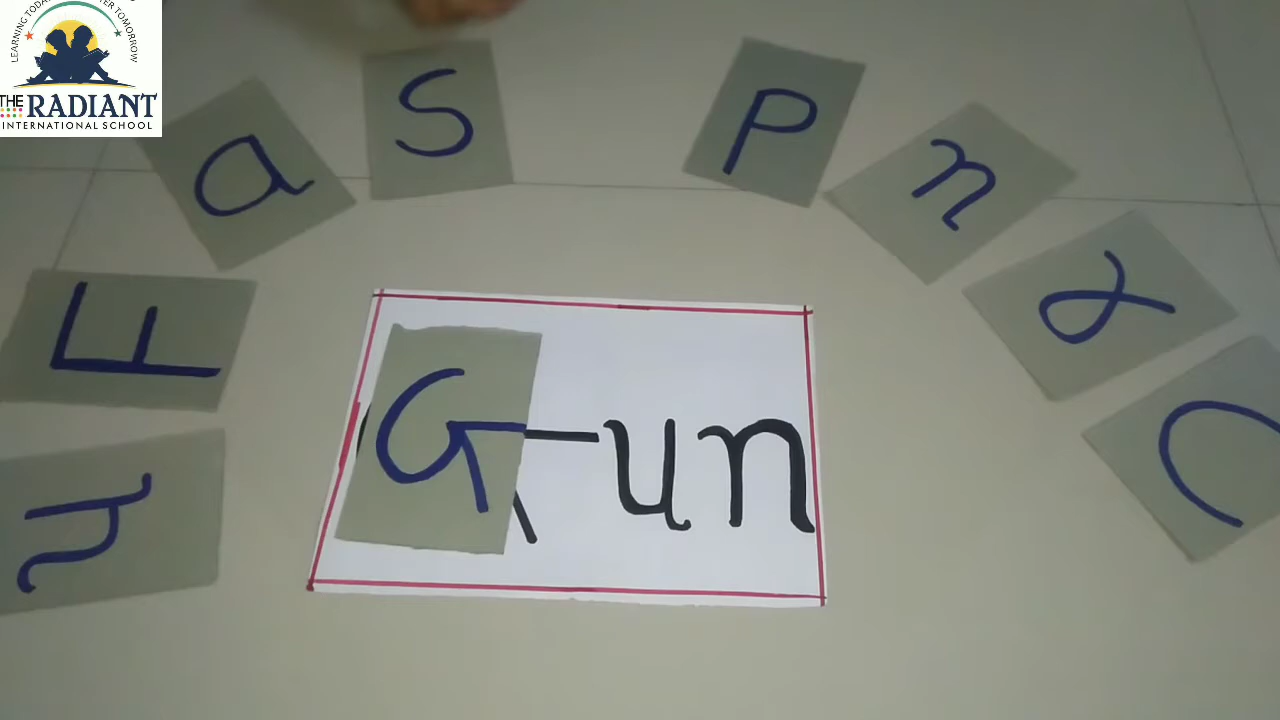 LEARNING TODAY
TOMORROW
THE RADIANT
INTERNATIONAL SCHOOL
a
S
P
n
F
h
G-un